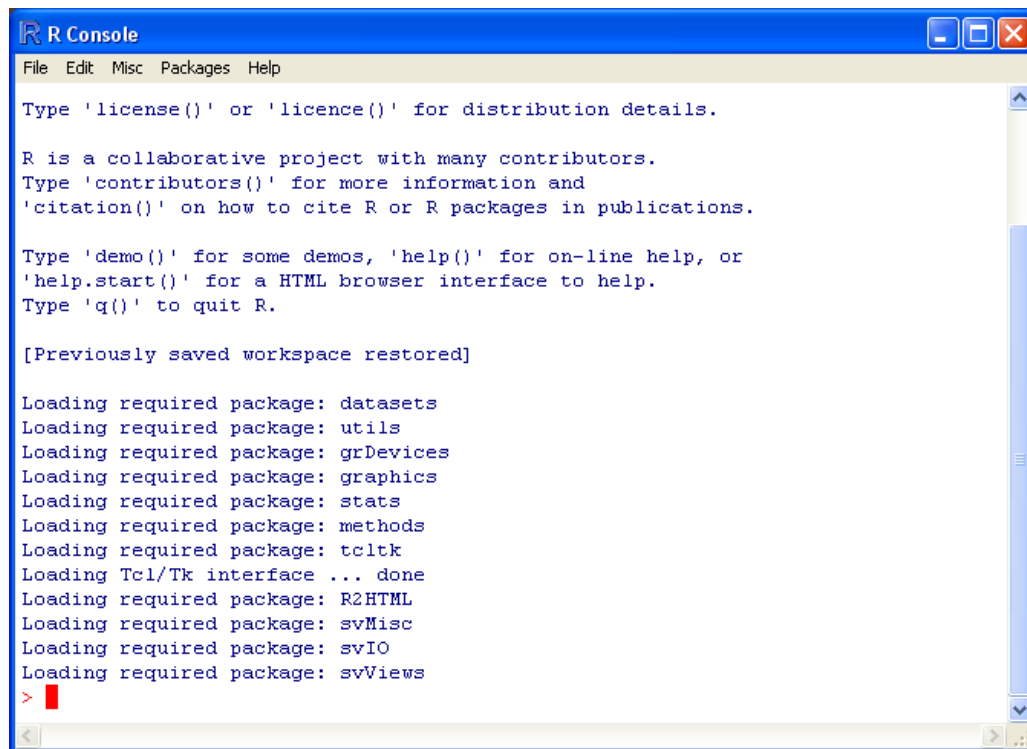 R Console
File Edit Misc Packages Help
Type 'license()' or 'licence()' for distribution details.
R is a collaborative project with many contributors.
Type 'contributors()' for more information and
'citation()' on how to cite R or R packages in publications.
Type 'demo()' for some demos, 'help()' for on-line help, or
'help.start()' for a HTML browser interface to help.
Type 'q()' to quit R.
[Previously saved workspace restored]
Loading required package: datasets
Loading required package: utils
Loading required package: grDevices
Loading required package: graphics
Loading required package: stats
Loading required package: methods
Loading required package: tcltk
Loading Tcl/Tk interface ... done
Loading required package: R2HTML
Loading required package: svMisc
Loading required package: svIO
Loading required package: svViews
>